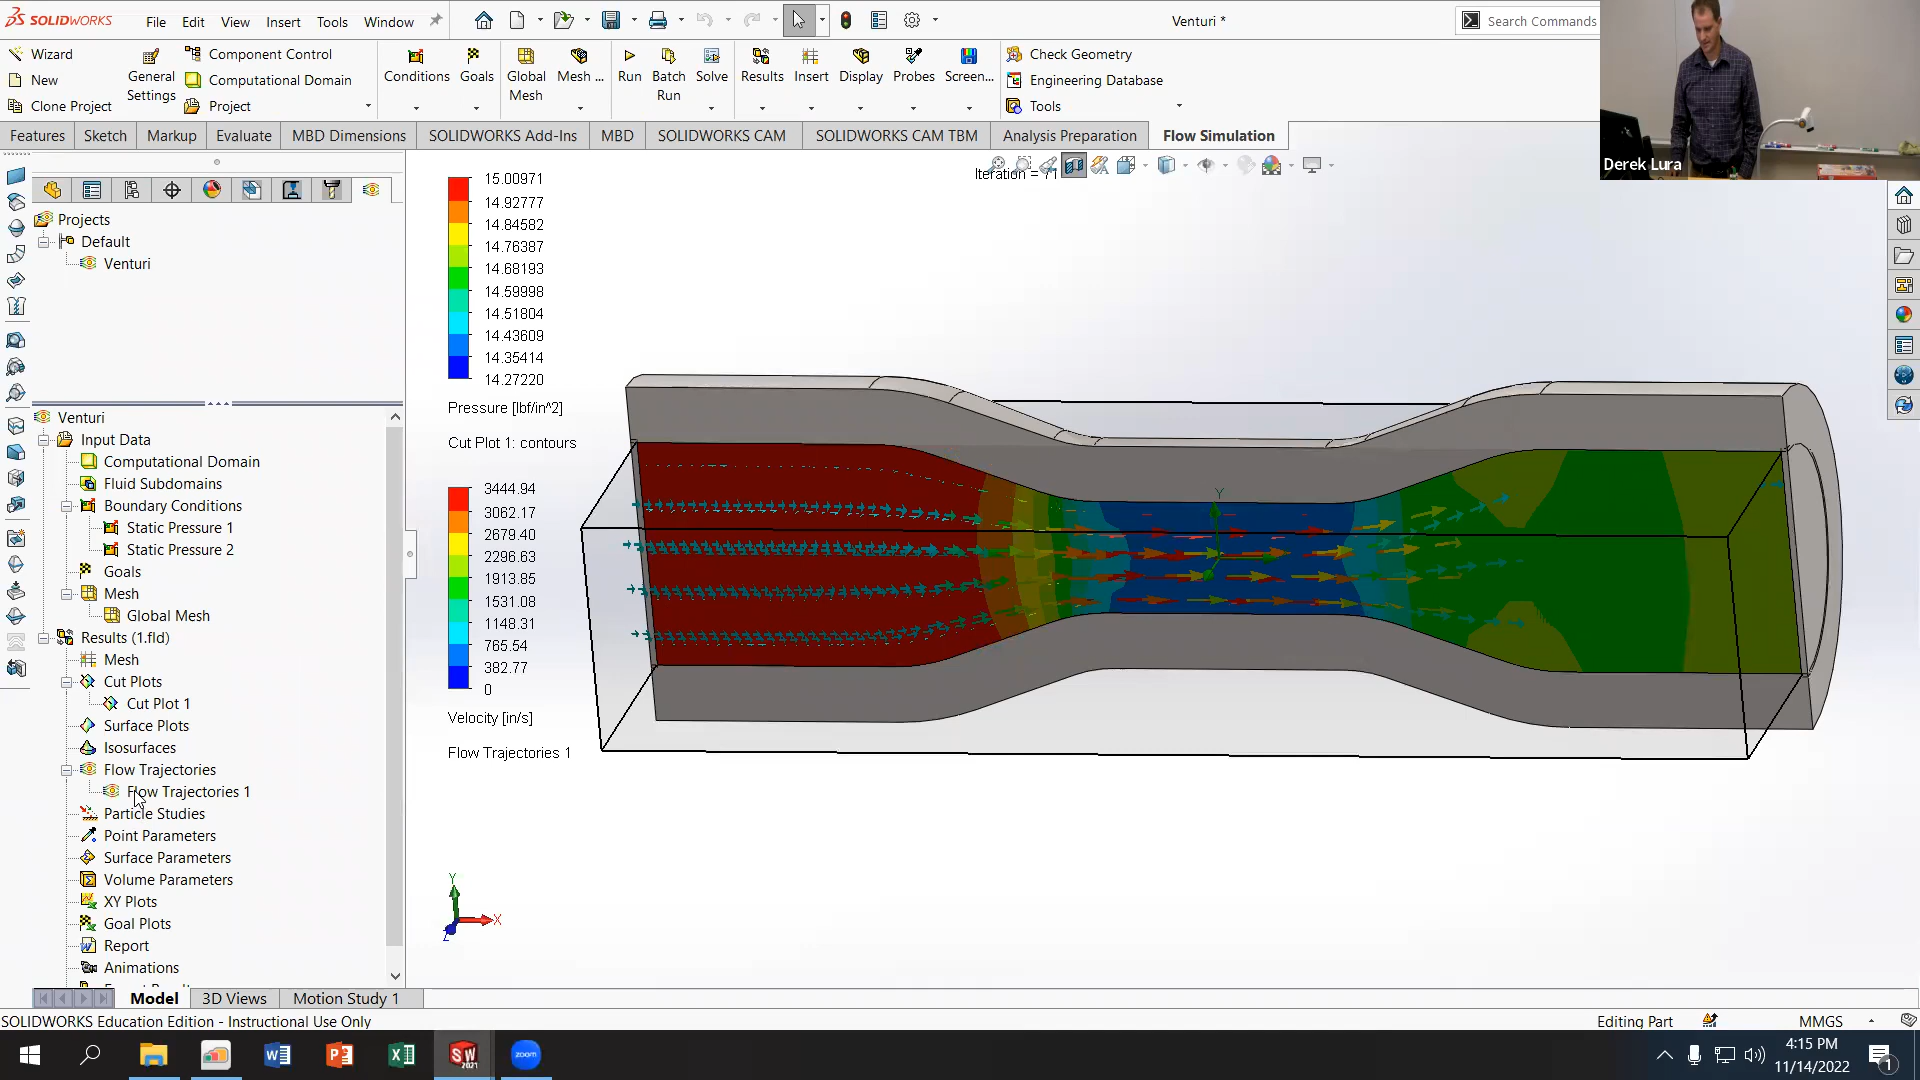 SOLIDWORKS File Edit View Insert Tools Window Venturi * Search Commands
Wizard Component Control Check Geometry
New General Settings Computational Domain Conditions Goals Global Mesh Mesh ... Run Batch Run Solve Results Insert Display Probes Screen... Engineering Database
Clone Project Project Tools
Features Sketch Markup Evaluate MBD Dimensions SOLIDWORKS Add-Ins MBD SOLIDWORKS CAM SOLIDWORKS CAM TBM Analysis Preparation Flow Simulation
Derek Lura
Projects
Default
Venturi
Venturi
Input Data
Computational Domain
Fluid Subdomains
Boundary Conditions
Static Pressure 1
Static Pressure 2
Goals
Mesh
Global Mesh
Results (1.fld)
Mesh
Cut Plots
Cut Plot 1
Surface Plots
Isosurfaces
Flow Trajectories
Flow Trajectories 1
Particle Studies
Point Parameters
Surface Parameters
Volume Parameters
XY Plots
Goal Plots
Report
Animations
Iteration = 71
15.00971
14.92777
14.84582
14.76387
14.68193
14.59998
14.51804
14.43609
14.35414
14.27220
Pressure [lbf/in^2]
Cut Plot 1: contours
3444.94
3062.17
2679.40
2296.63
1913.85
1531.08
1148.31
765.54
382.77
0
Velocity [in/s]
Flow Trajectories 1
Y
Y
X
Z
Model 3D Views Motion Study 1
SOLIDWORKS Education Edition - Instructional Use Only Editing Part MMGS
SW 2021 zoom
4:15 PM
11/14/2022
1